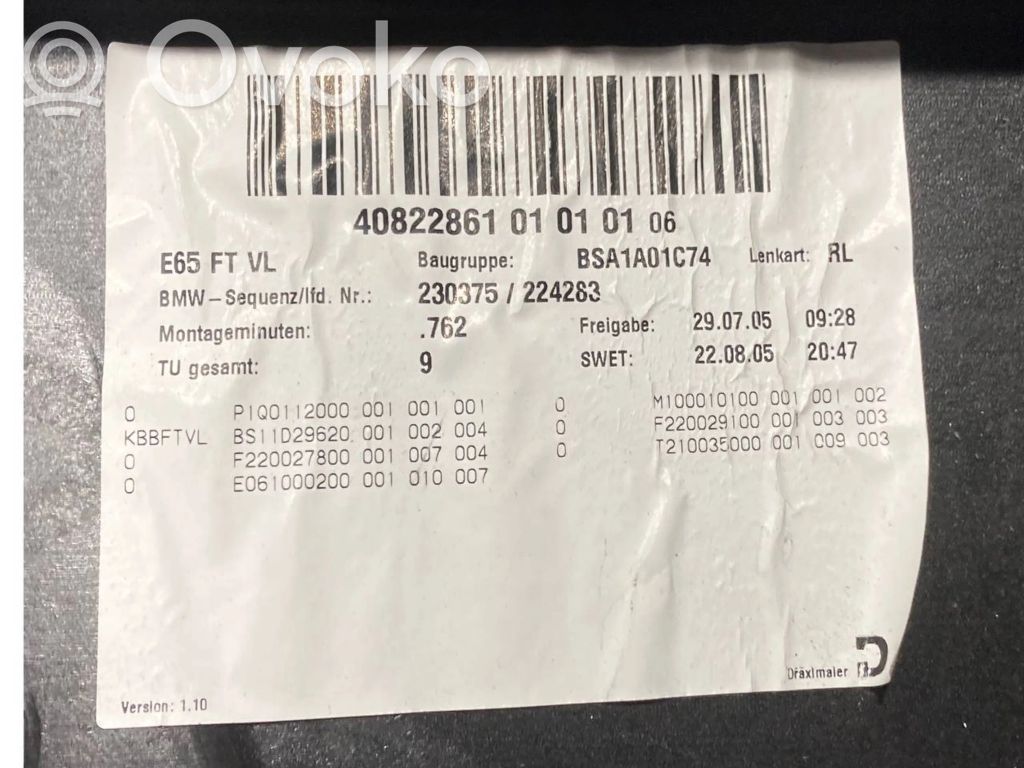 Ovoko
40822861 01 01 01 06
E65 FT VL Baugruppe: BSA1A01C74 Lenkart: RL
BMW-Sequenz/lfd. Nr.: 230375 / 224283
Montageminuten: .762 Freigabe: 29.07.05 09:28
TU gesamt: 9 SWET: 22.08.05 20:47
0 P1Q0112000 001 001 001 0 M100010100 001 001 002
KBBFTVL BS11D29620 001 002 004 0 F220029100 001 003 003
0 F220027800 001 007 004 0 T210035000 001 009 003
0 E061000200 001 010 007
Dräxlmaier
Version: 1.10